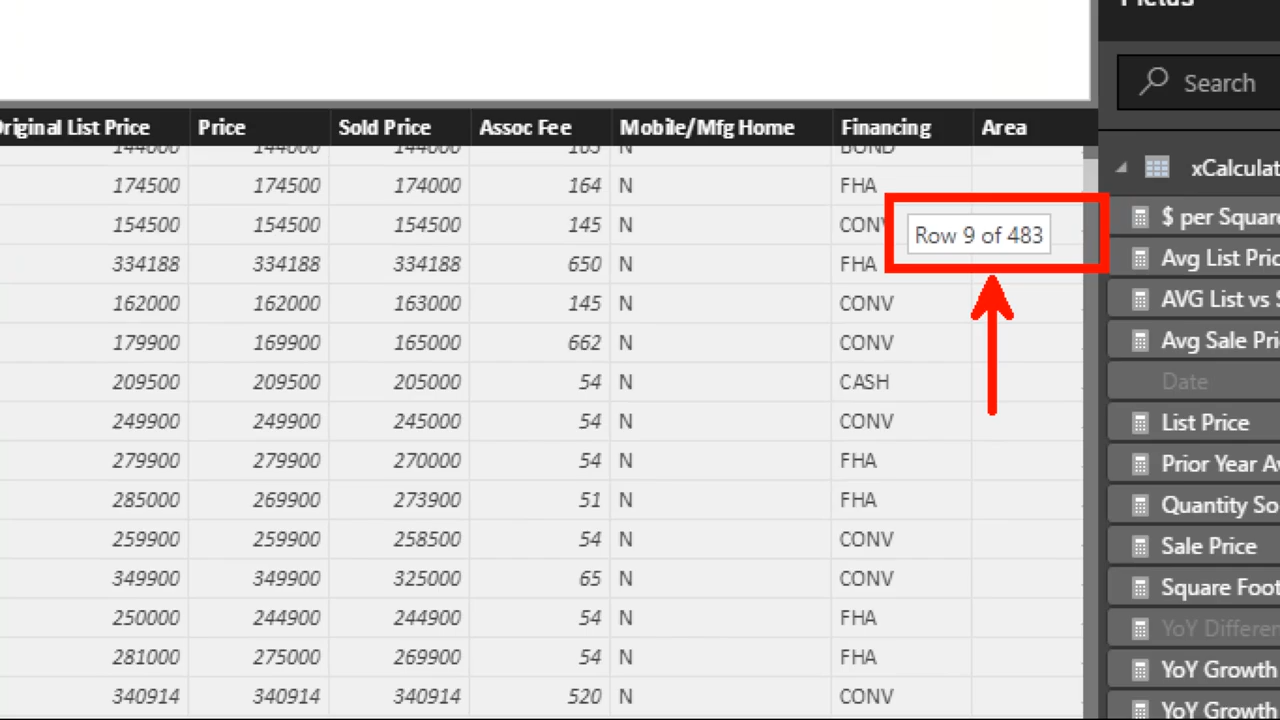 Original List Price Price Sold Price Assoc Fee Mobile/Mfg Home Financing Area
144000 144000 144000 165 N BOND
174500 174500 174000 164 N FHA
154500 154500 154500 145 N CONV
334188 334188 334188 650 N FHA
162000 162000 163000 145 N CONV
179900 169900 165000 662 N CONV
209500 209500 205000 54 N CASH
249900 249900 245000 54 N CONV
279900 279900 270000 54 N FHA
285000 269900 273900 51 N FHA
259900 259900 258500 54 N CONV
349900 349900 325000 65 N CONV
250000 244900 244900 54 N FHA
281000 275000 269900 54 N FHA
340914 340914 340914 520 N CONV
Row 9 of 483
Fields
Search
xCalculat
$ per Square
Avg List Pric
AVG List vs S
Avg Sale Pri
Date
List Price
Prior Year Av
Quantity So
Sale Price
Square Foot
YoY Differen
YoY Growth
YoY Growth